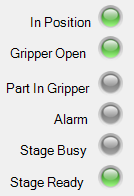 In Position
Gripper Open
Part In Gripper
Alarm
Stage Busy
Stage Ready